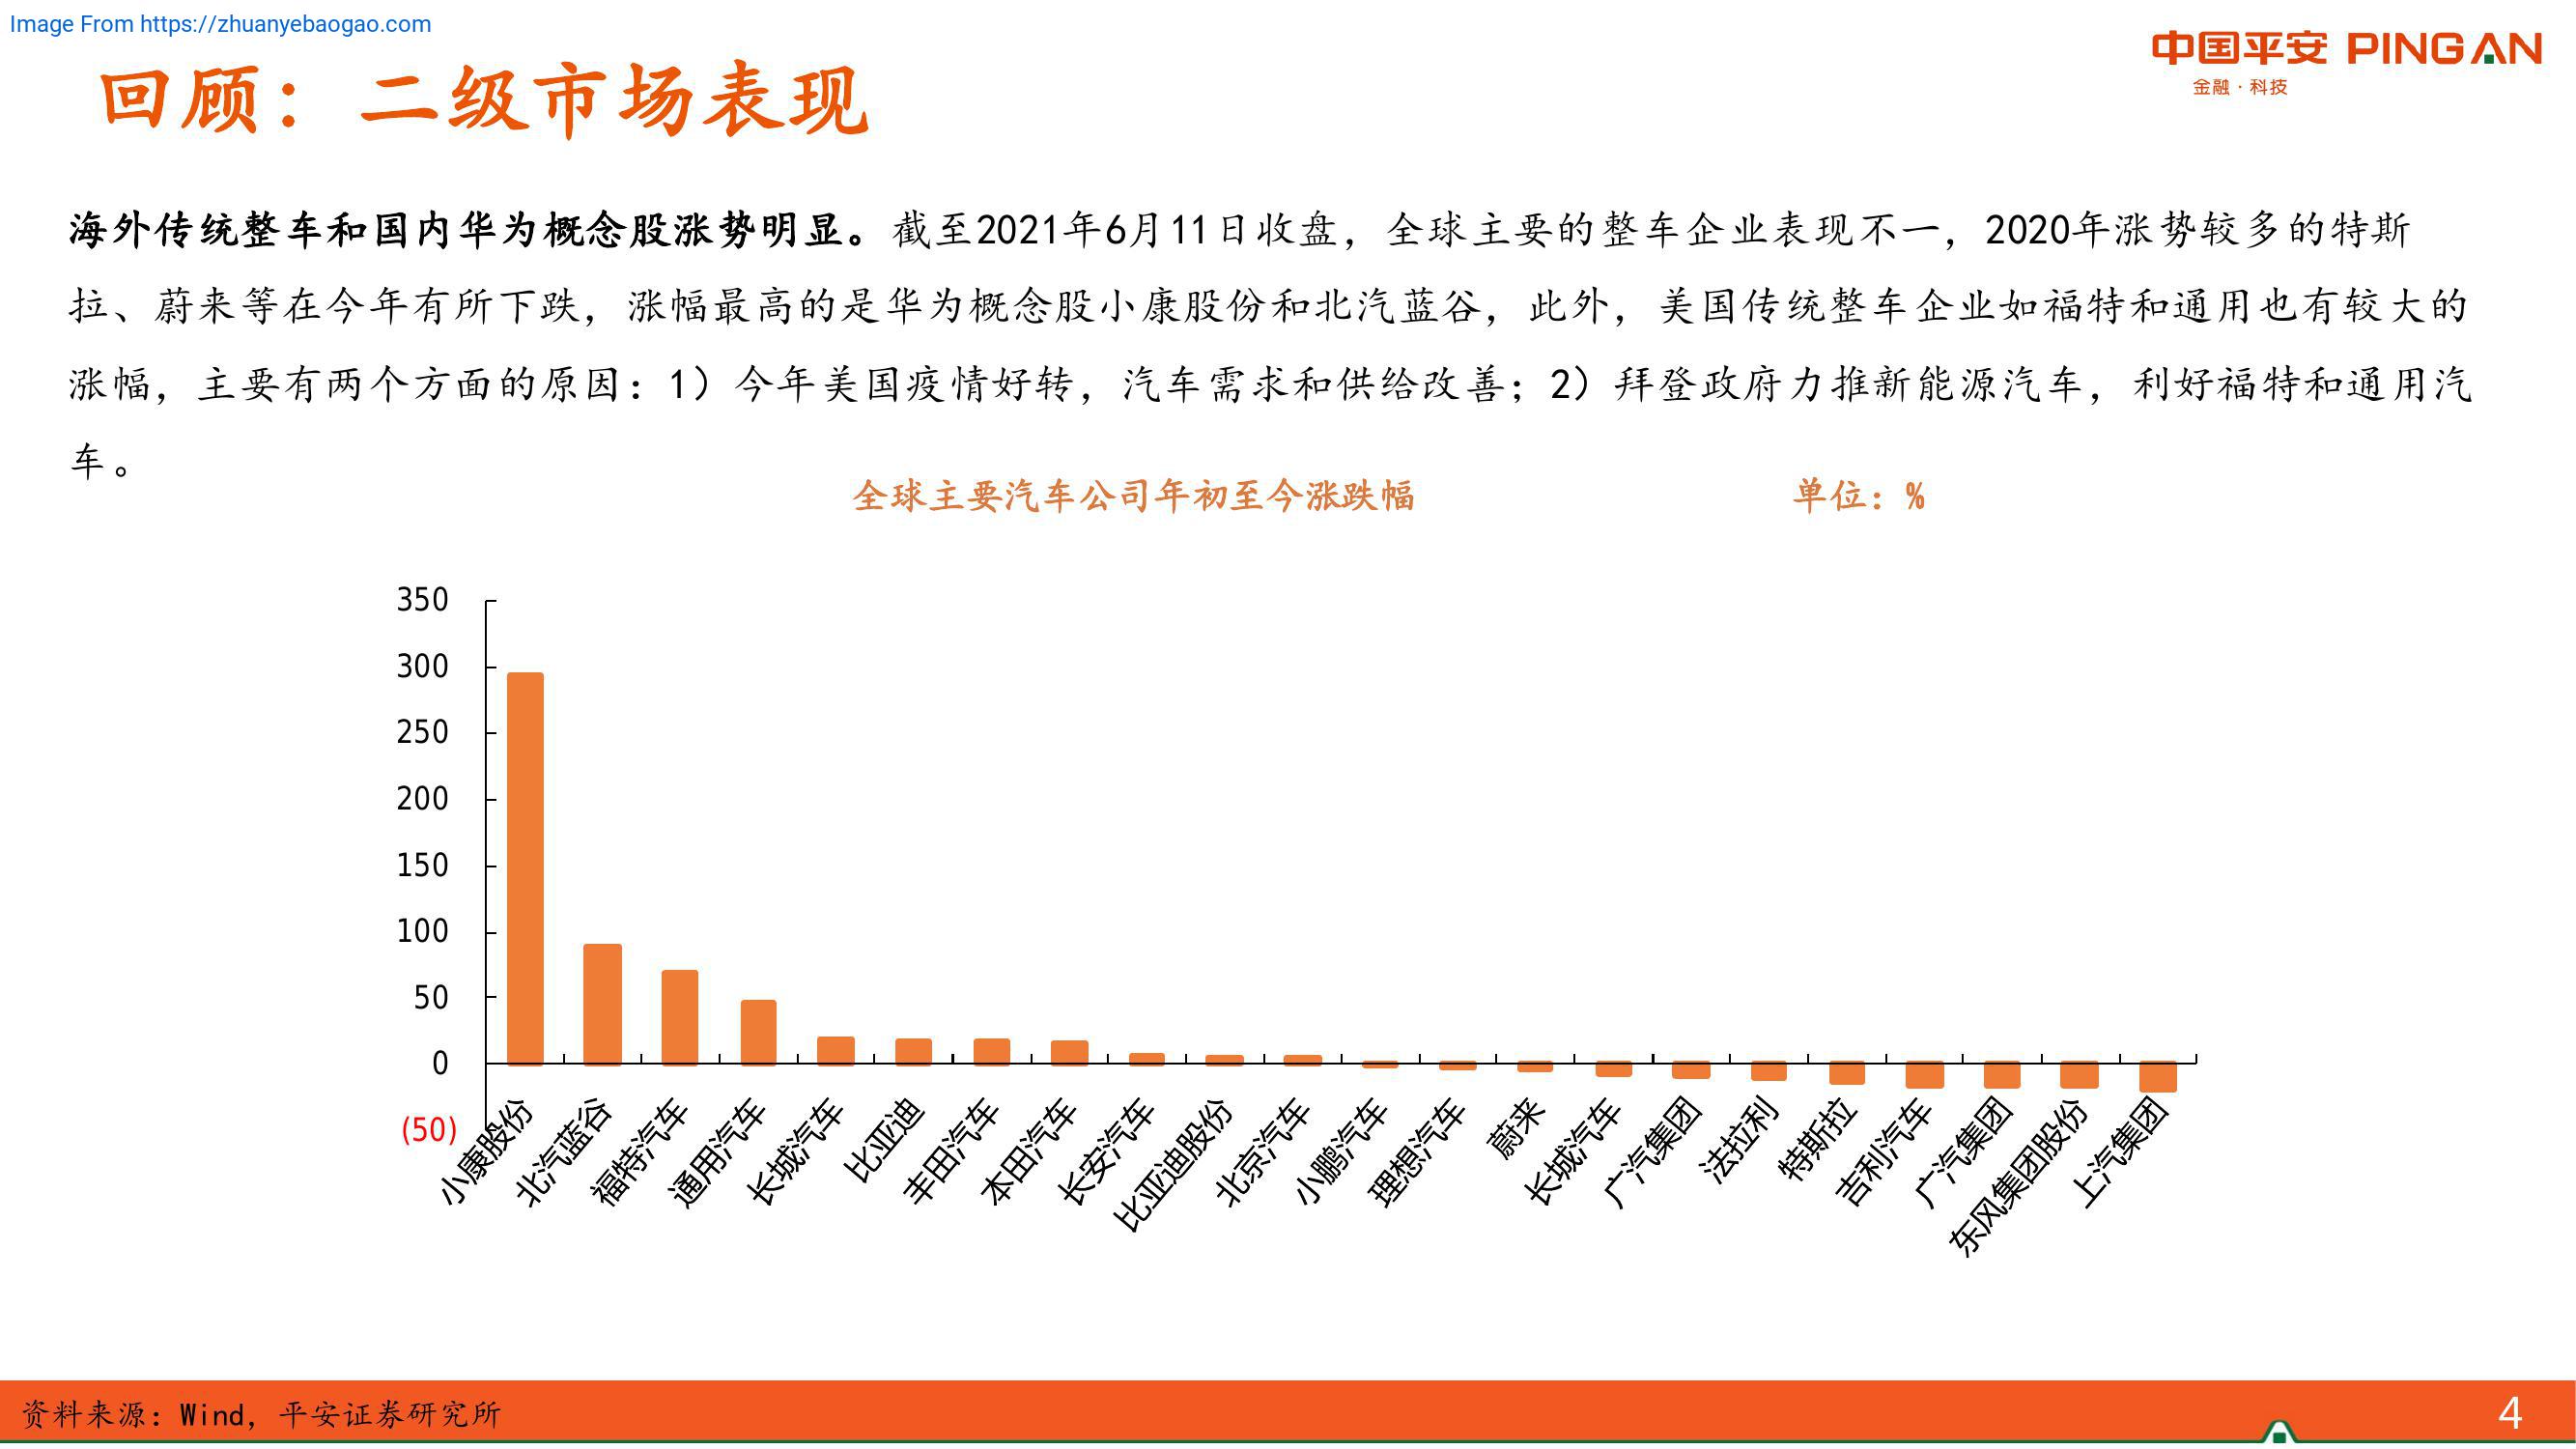 Image From https://zhuanyebaogao.com
中国平安 PINGAN
金融·科技
回顾：二级市场表现
海外传统整车和国内华为概念股涨势明显。截至2021年6月11日收盘，全球主要的整车企业表现不一，2020年涨势较多的特斯
拉、蔚来等在今年有所下跌，涨幅最高的是华为概念股小康股份和北汽蓝谷，此外，美国传统整车企业如福特和通用也有较大的
涨幅，主要有两个方面的原因：1）今年美国疫情好转，汽车需求和供给改善；2）拜登政府力推新能源汽车，利好福特和通用汽
车。
全球主要汽车公司年初至今涨跌幅 单位：%
350
300
250
200
150
100
50
0
(50)
小康股份
北汽蓝谷
福特汽车
通用汽车
长城汽车
比亚迪
丰田汽车
本田汽车
长安汽车
比亚迪股份
北京汽车
小鹏汽车
理想汽车
蔚来
长城汽车
广汽集团
法拉利
特斯拉
吉利汽车
广汽集团
东风集团股份
上汽集团
资料来源：Wind，平安证券研究所
4